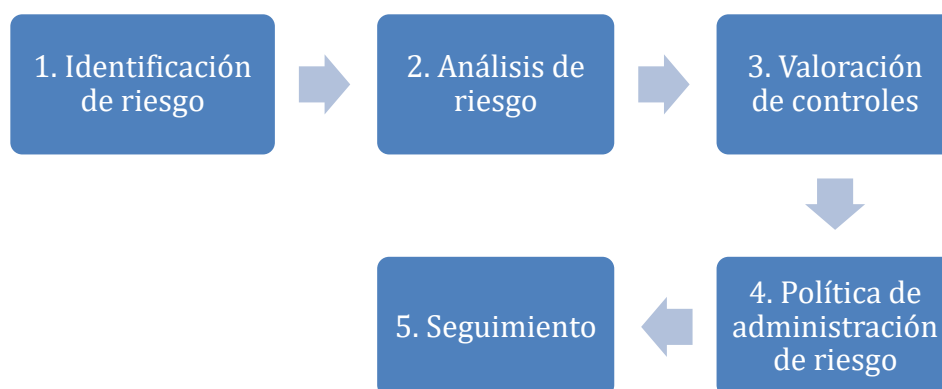 1. Identificación
de riesgo
2. Análisis de
riesgo
3. Valoración
de controles
4. Política de
administración
de riesgo
5. Seguimiento